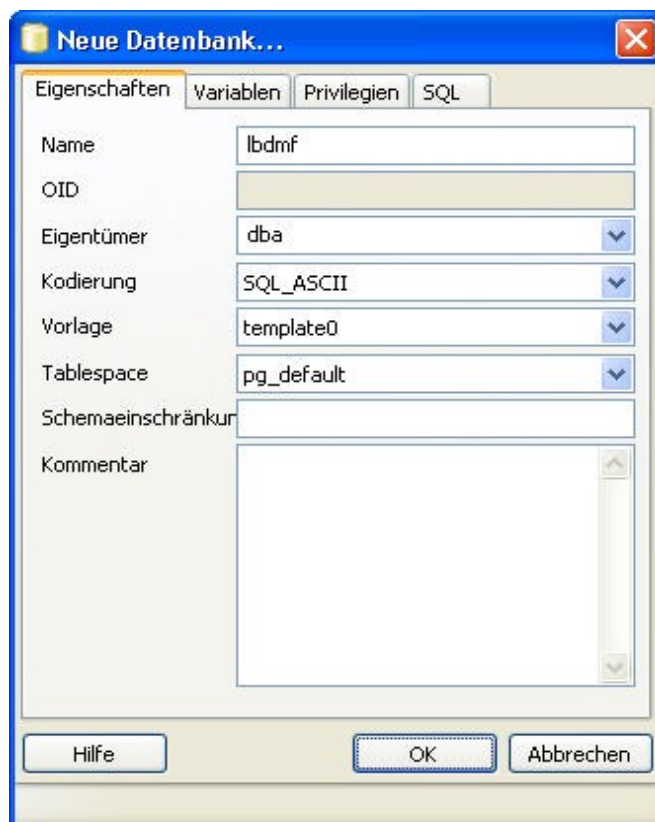 Neue Datenbank...
Eigenschaften Variablen Privilegien SQL
Name lbdmf
OID
Eigentümer dba
Kodierung SQL_ASCII
Vorlage template0
Tablespace pg_default
Schemaeinschränkur
Kommentar
Hilfe OK Abbrechen